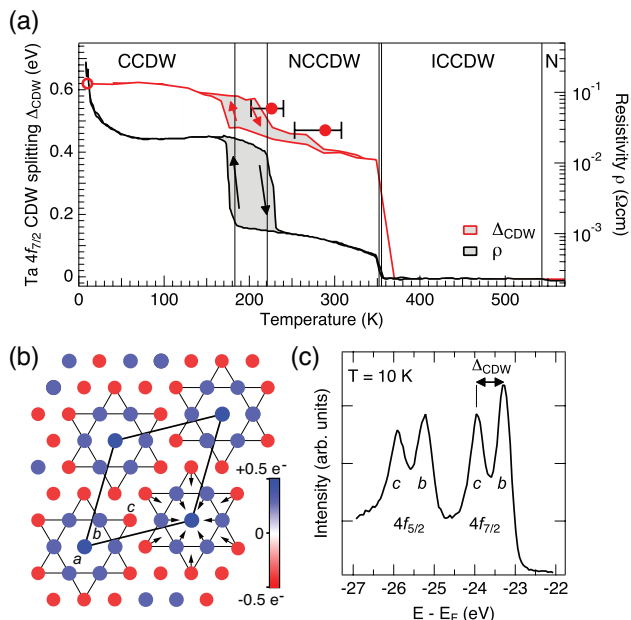 (a)
CCDW NCCDW ICCDW N
Ta 4f7/2 CDW splitting ΔCDW (eV)
0.6
0.4
0.2
0
10⁻¹
10⁻²
10⁻³
Resistivity ρ (Ωcm)
ΔCDW
ρ
0 100 200 300 400 500
Temperature (K)
(b)
+0.5 e⁻
0
-0.5 e⁻
a
b
c
(c)
T = 10 K
ΔCDW
c b c b
4f5/2 4f7/2
Intensity (arb. units)
-27 -26 -25 -24 -23 -22
E - EF (eV)